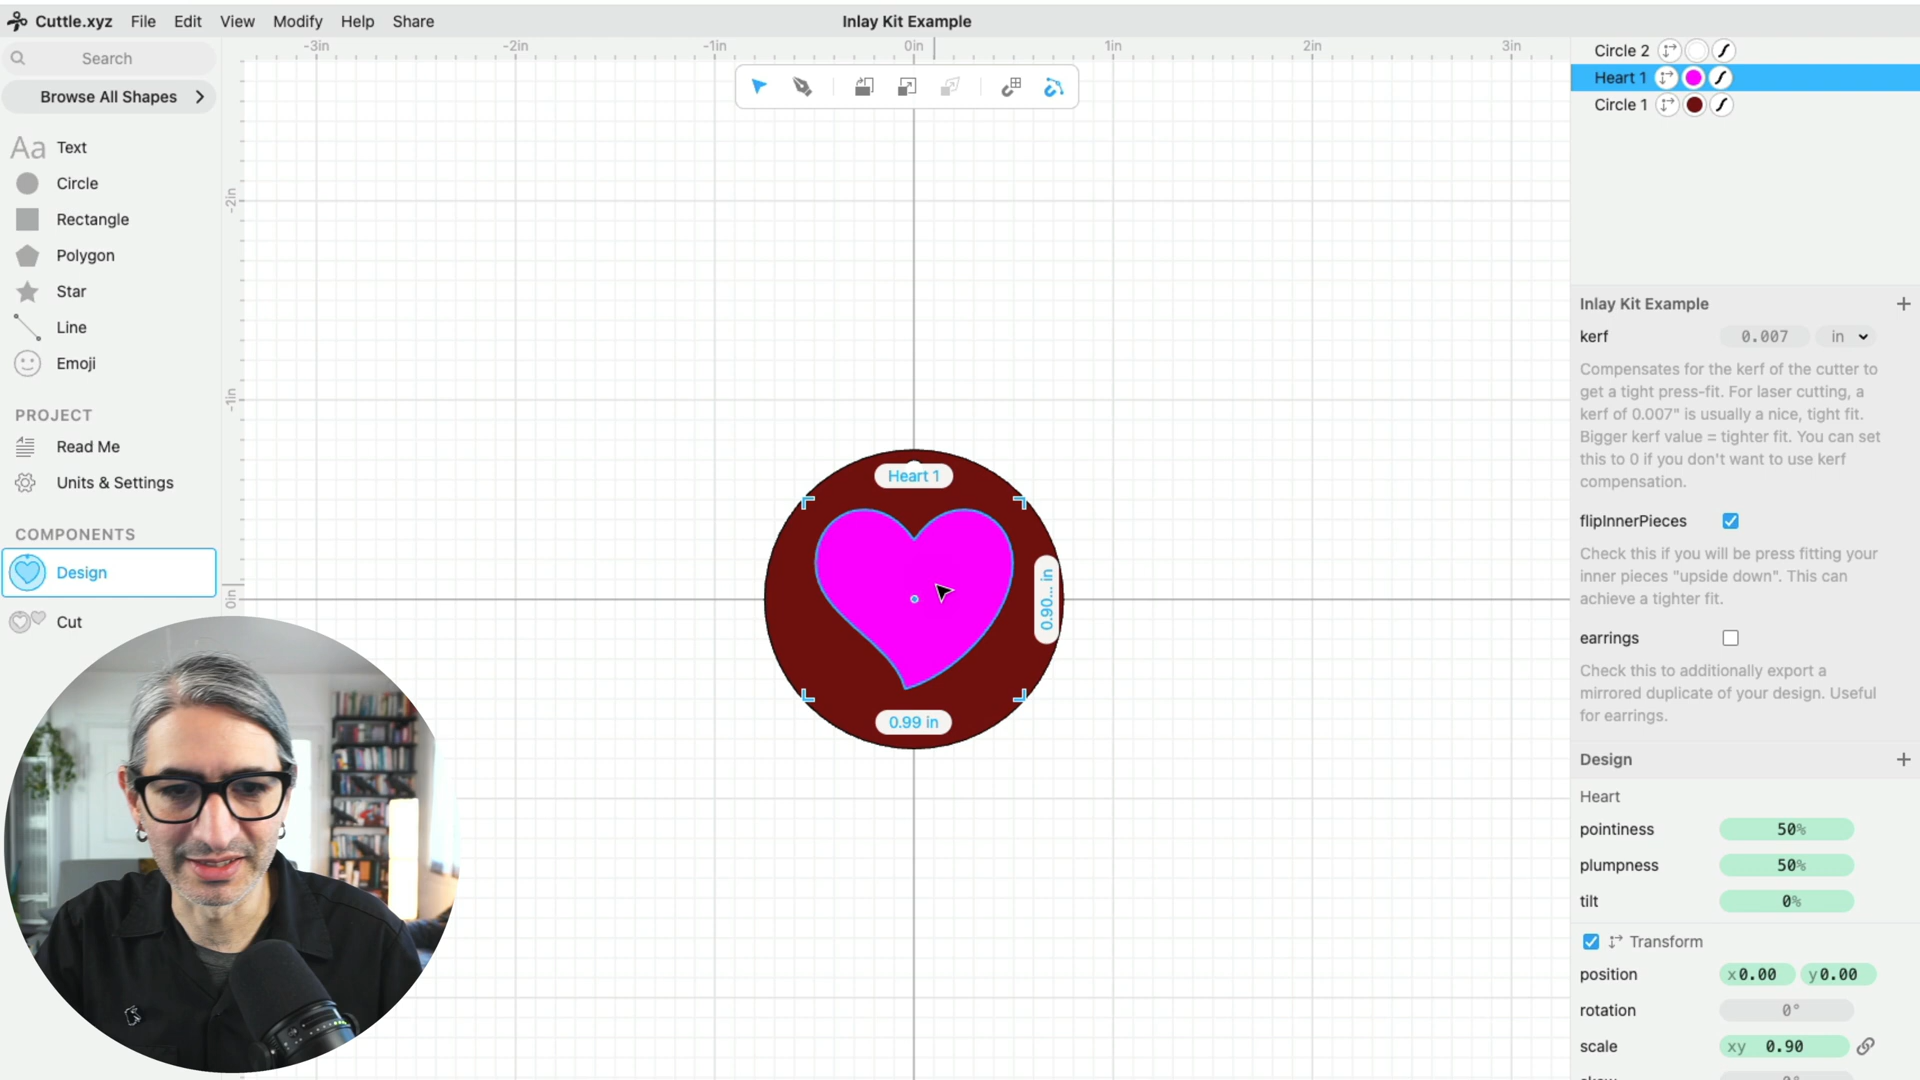 Cuttle.xyz File Edit View Modify Help Share
Inlay Kit Example
Search
Browse All Shapes
Aa Text
Circle
Rectangle
Polygon
Star
Line
Emoji
PROJECT
Read Me
Units & Settings
COMPONENTS
Design
Cut
-3in -2in -1in 0in 1in 2in 3in
-2in
-1in
0in
Heart 1
0.90... in
0.99 in
Circle 2
Heart 1
Circle 1
Inlay Kit Example
kerf 0.007 in
Compensates for the kerf of the cutter to
get a tight press-fit. For laser cutting, a
kerf of 0.007" is usually a nice, tight fit.
Bigger kerf value = tighter fit. You can set
this to 0 if you don't want to use kerf
compensation.
flipInnerPieces
Check this if you will be press fitting your
inner pieces "upside down". This can
achieve a tighter fit.
earrings
Check this to additionally export a
mirrored duplicate of your design. Useful
for earrings.
Design
Heart
pointiness 50%
plumpness 50%
tilt 0%
Transform
position x 0.00 y 0.00
rotation 0°
scale xy 0.90